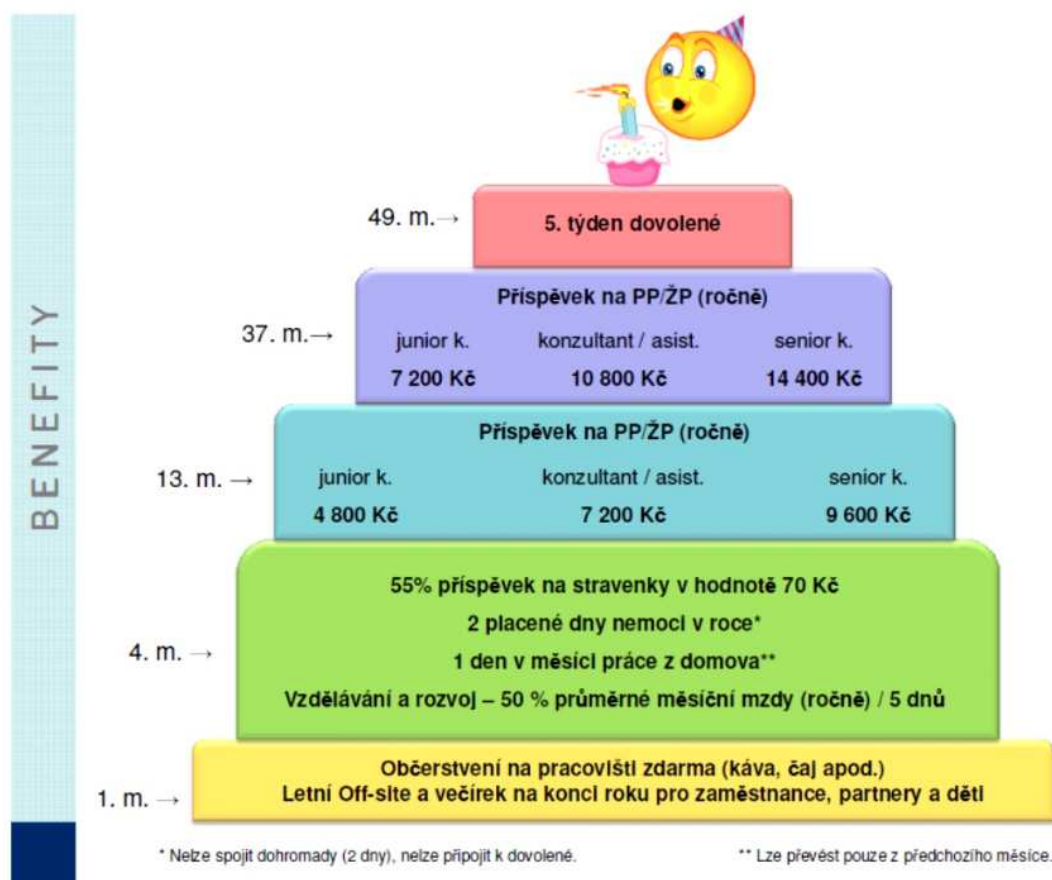 BENEFITY
49. m.→
5. týden dovolené
37. m.→
Příspěvek na PP/ŽP (ročně)
junior k. konzultant / asist. senior k.
7 200 Kč 10 800 Kč 14 400 Kč
13. m. →
Příspěvek na PP/ŽP (ročně)
junior k. konzultant / asist. senior k.
4 800 Kč 7 200 Kč 9 600 Kč
4. m. →
55% příspěvek na stravenky v hodnotě 70 Kč
2 placené dny nemoci v roce*
1 den v měsíci práce z domova**
Vzdělávání a rozvoj – 50 % průměrné měsíční mzdy (ročně) / 5 dnů
1. m. →
Občerstvení na pracovišti zdarma (káva, čaj apod.)
Letní Off-site a večírek na konci roku pro zaměstnance, partnery a děti
* Nelze spojit dohromady (2 dny), nelze připojit k dovolené. ** Lze převést pouze z předchozího měsíce.